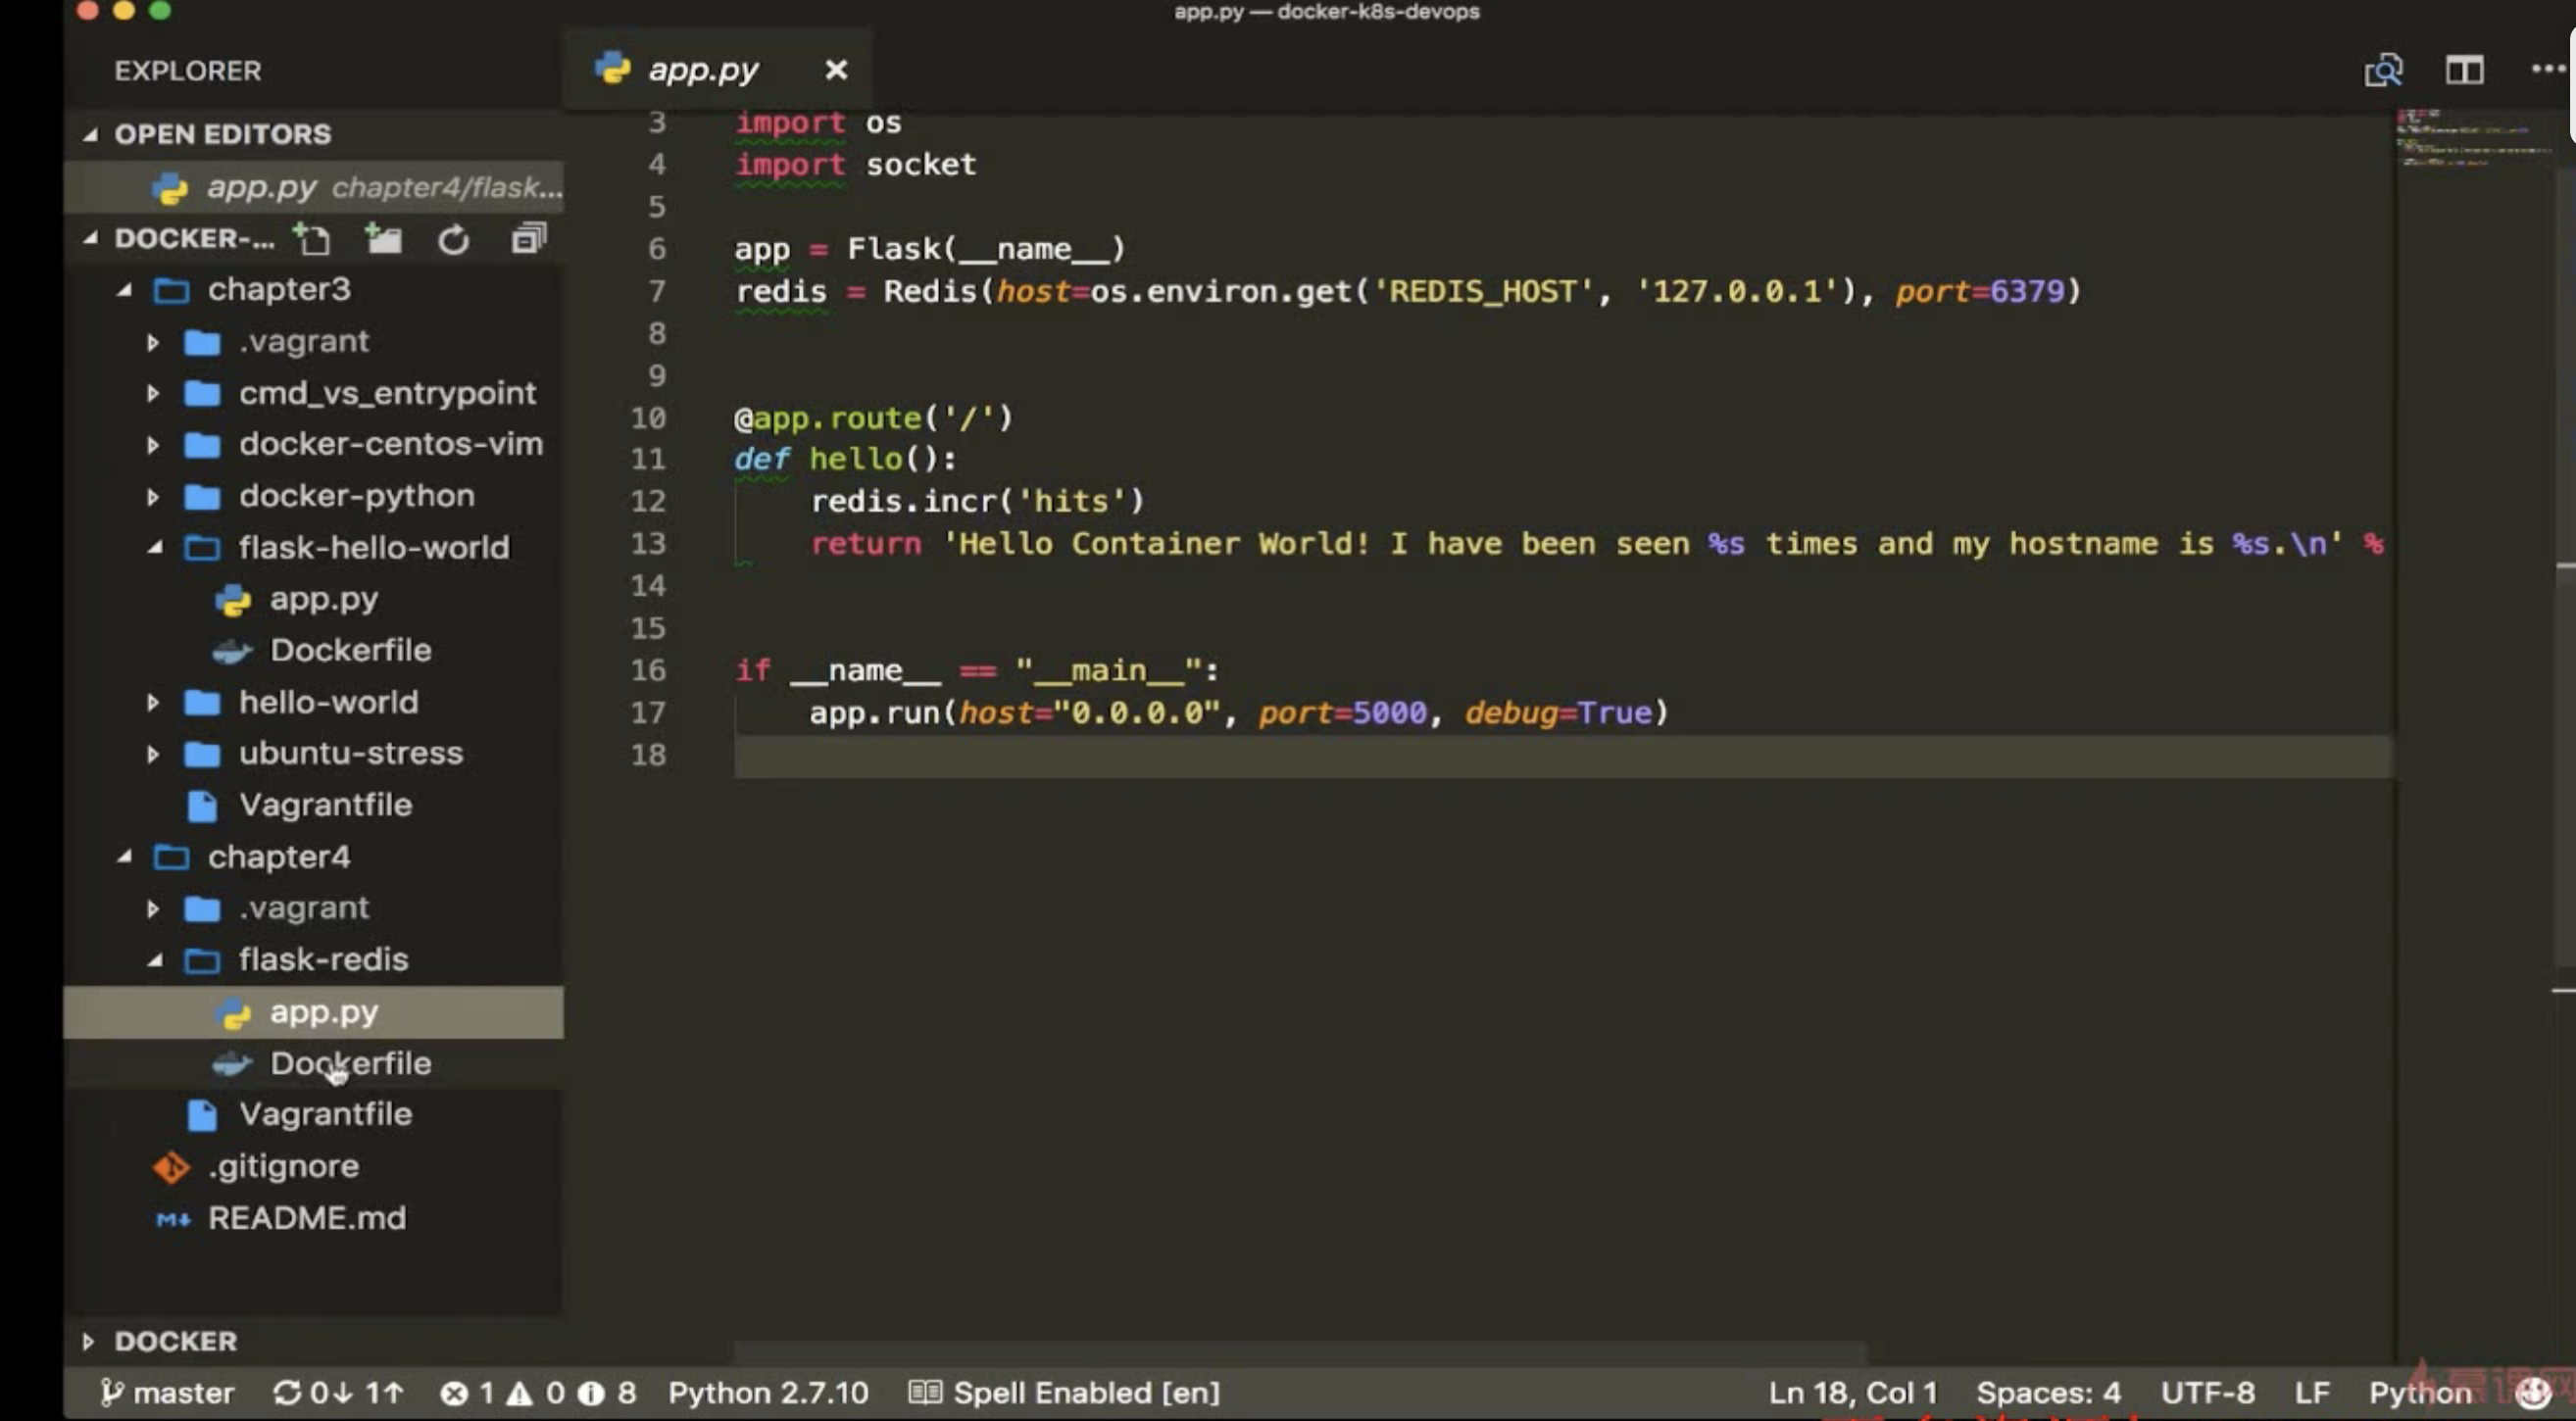 app.py — docker-k8s-devops
EXPLORER
app.py
OPEN EDITORS
app.py chapter4/flask...
DOCKER-...
chapter3
.vagrant
cmd_vs_entrypoint
docker-centos-vim
docker-python
flask-hello-world
app.py
Dockerfile
hello-world
ubuntu-stress
Vagrantfile
chapter4
.vagrant
flask-redis
app.py
Dockerfile
Vagrantfile
.gitignore
README.md
DOCKER
3 import os
4 import socket
5
6 app = Flask(__name__)
7 redis = Redis(host=os.environ.get('REDIS_HOST', '127.0.0.1'), port=6379)
8
9
10 @app.route('/')
11 def hello():
12     redis.incr('hits')
13     return 'Hello Container World! I have been seen %s times and my hostname is %s.\n' %
14
15
16 if __name__ == "__main__":
17     app.run(host="0.0.0.0", port=5000, debug=True)
18
master 0↓ 1↑ 1 0 8 Python 2.7.10 Spell Enabled [en] Ln 18, Col 1 Spaces: 4 UTF-8 LF Python
慕课网